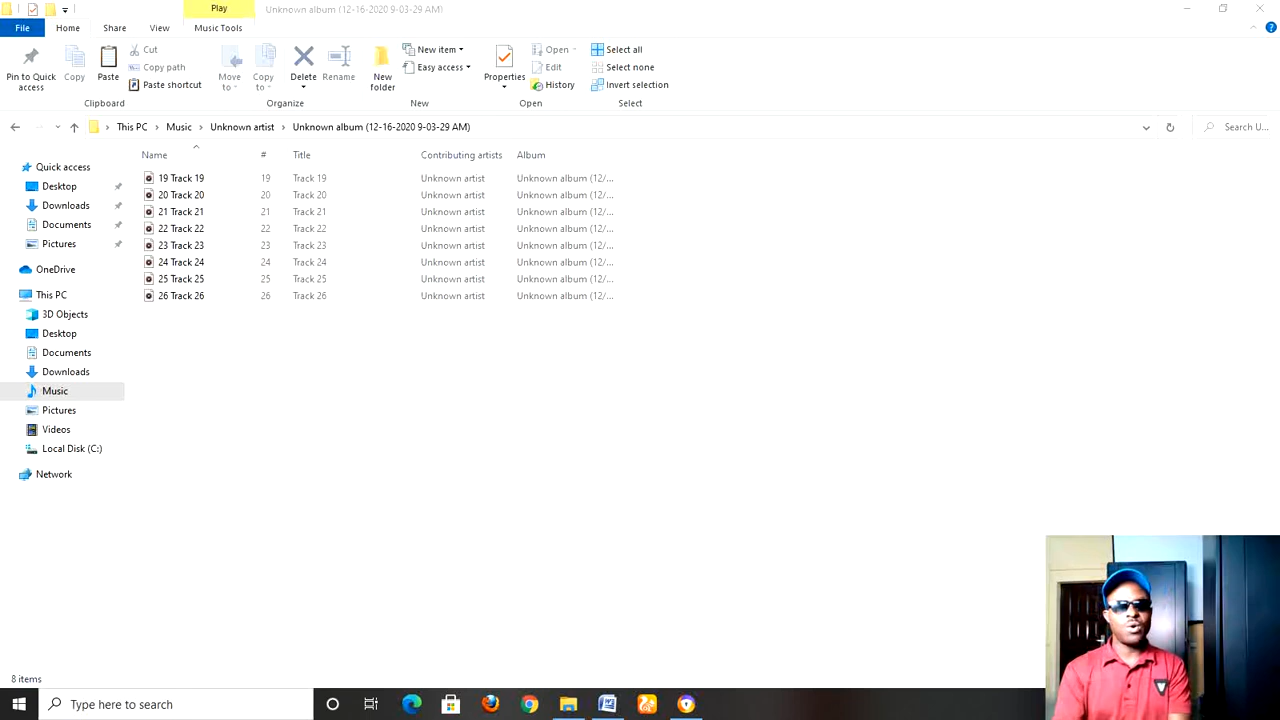 Play
Unknown album (12-16-2020 9-03-29 AM)
File
Home
Share
View
Music Tools
Pin to Quick access
Copy
Paste
Cut
Copy path
Paste shortcut
Clipboard
Move to
Copy to
Delete
Rename
Organize
New folder
New item
Easy access
New
Properties
Open
Edit
History
Open
Select all
Select none
Invert selection
Select
This PC > Music > Unknown artist > Unknown album (12-16-2020 9-03-29 AM)
Search U...
Name # Title Contributing artists Album
19 Track 19 19 Track 19 Unknown artist Unknown album (12/...
20 Track 20 20 Track 20 Unknown artist Unknown album (12/...
21 Track 21 21 Track 21 Unknown artist Unknown album (12/...
22 Track 22 22 Track 22 Unknown artist Unknown album (12/...
23 Track 23 23 Track 23 Unknown artist Unknown album (12/...
24 Track 24 24 Track 24 Unknown artist Unknown album (12/...
25 Track 25 25 Track 25 Unknown artist Unknown album (12/...
26 Track 26 26 Track 26 Unknown artist Unknown album (12/...
Quick access
Desktop
Downloads
Documents
Pictures
OneDrive
This PC
3D Objects
Desktop
Documents
Downloads
Music
Pictures
Videos
Local Disk (C:)
Network
8 items
Type here to search